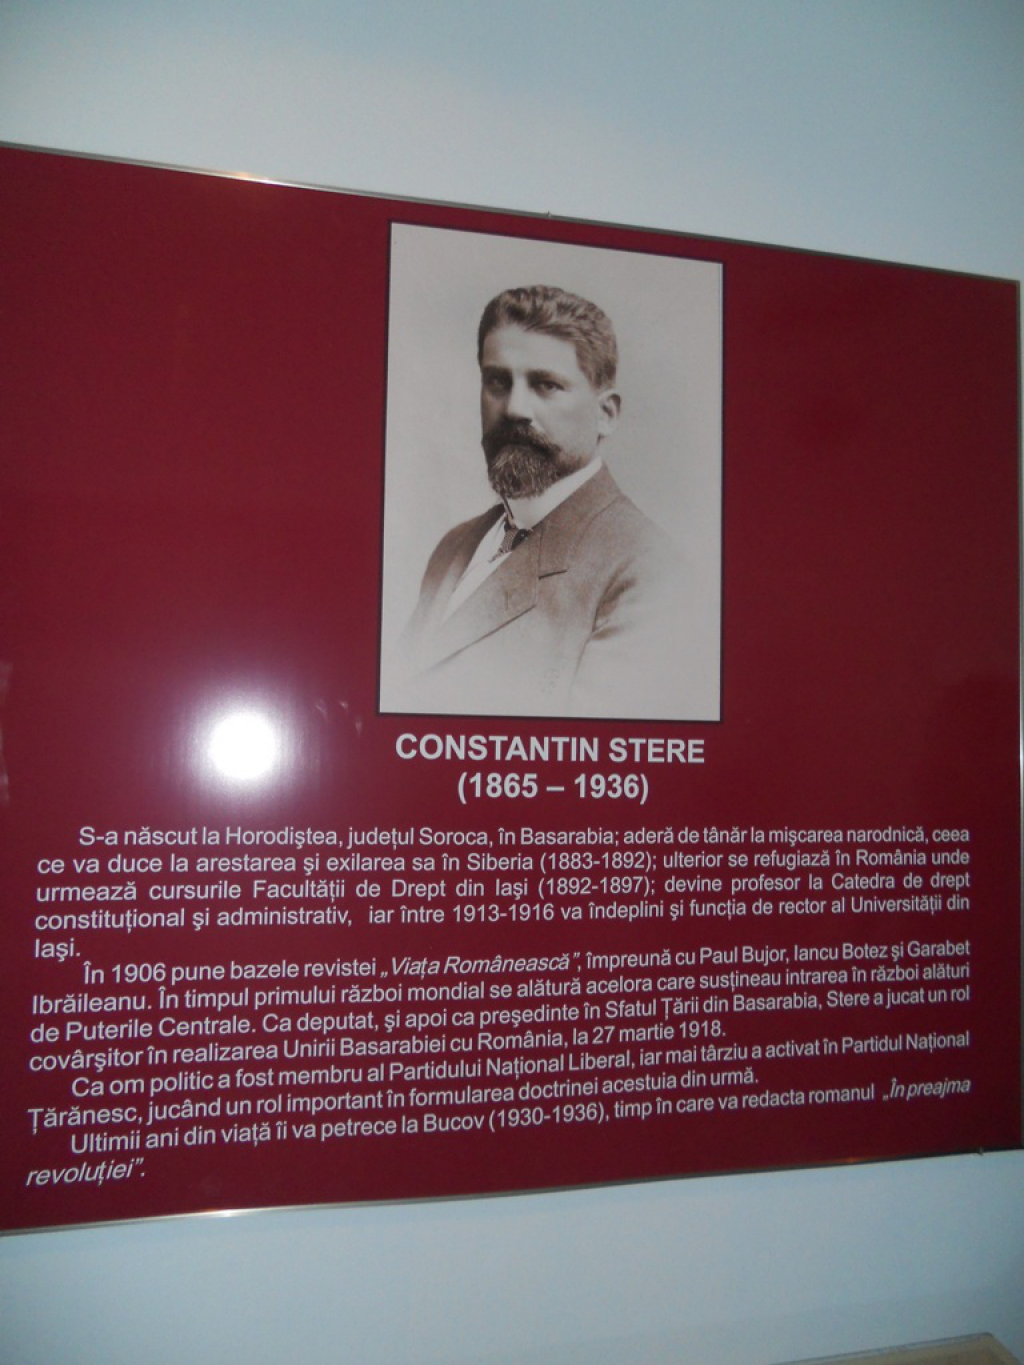 CONSTANTIN STERE
(1865 – 1936)
S-a născut la Horodiştea, judeţul Soroca, în Basarabia; aderă de tânăr la mişcarea narodnică, ceea
ce va duce la arestarea şi exilarea sa în Siberia (1883-1892); ulterior se refugiază în România unde
urmează cursurile Facultăţii de Drept din Iaşi (1892-1897); devine profesor la Catedra de drept
constituţional şi administrativ, iar între 1913-1916 va îndeplini şi funcţia de rector al Universităţii din
Iaşi.
În 1906 pune bazele revistei „Viaţa Românească”, împreună cu Paul Bujor, Iancu Botez şi Garabet
Ibrăileanu. În timpul primului război mondial se alătură acelora care susţineau intrarea în război alături
de Puterile Centrale. Ca deputat, şi apoi ca preşedinte în Sfatul Ţării din Basarabia, Stere a jucat un rol
covârşitor în realizarea Unirii Basarabiei cu România, la 27 martie 1918.
Ca om politic a fost membru al Partidului Naţional Liberal, iar mai târziu a activat în Partidul Naţional
Ţărănesc, jucând un rol important în formularea doctrinei acestuia din urmă.
Ultimii ani din viaţă îi va petrece la Bucov (1930-1936), timp în care va redacta romanul „În preajma
revoluţiei”.